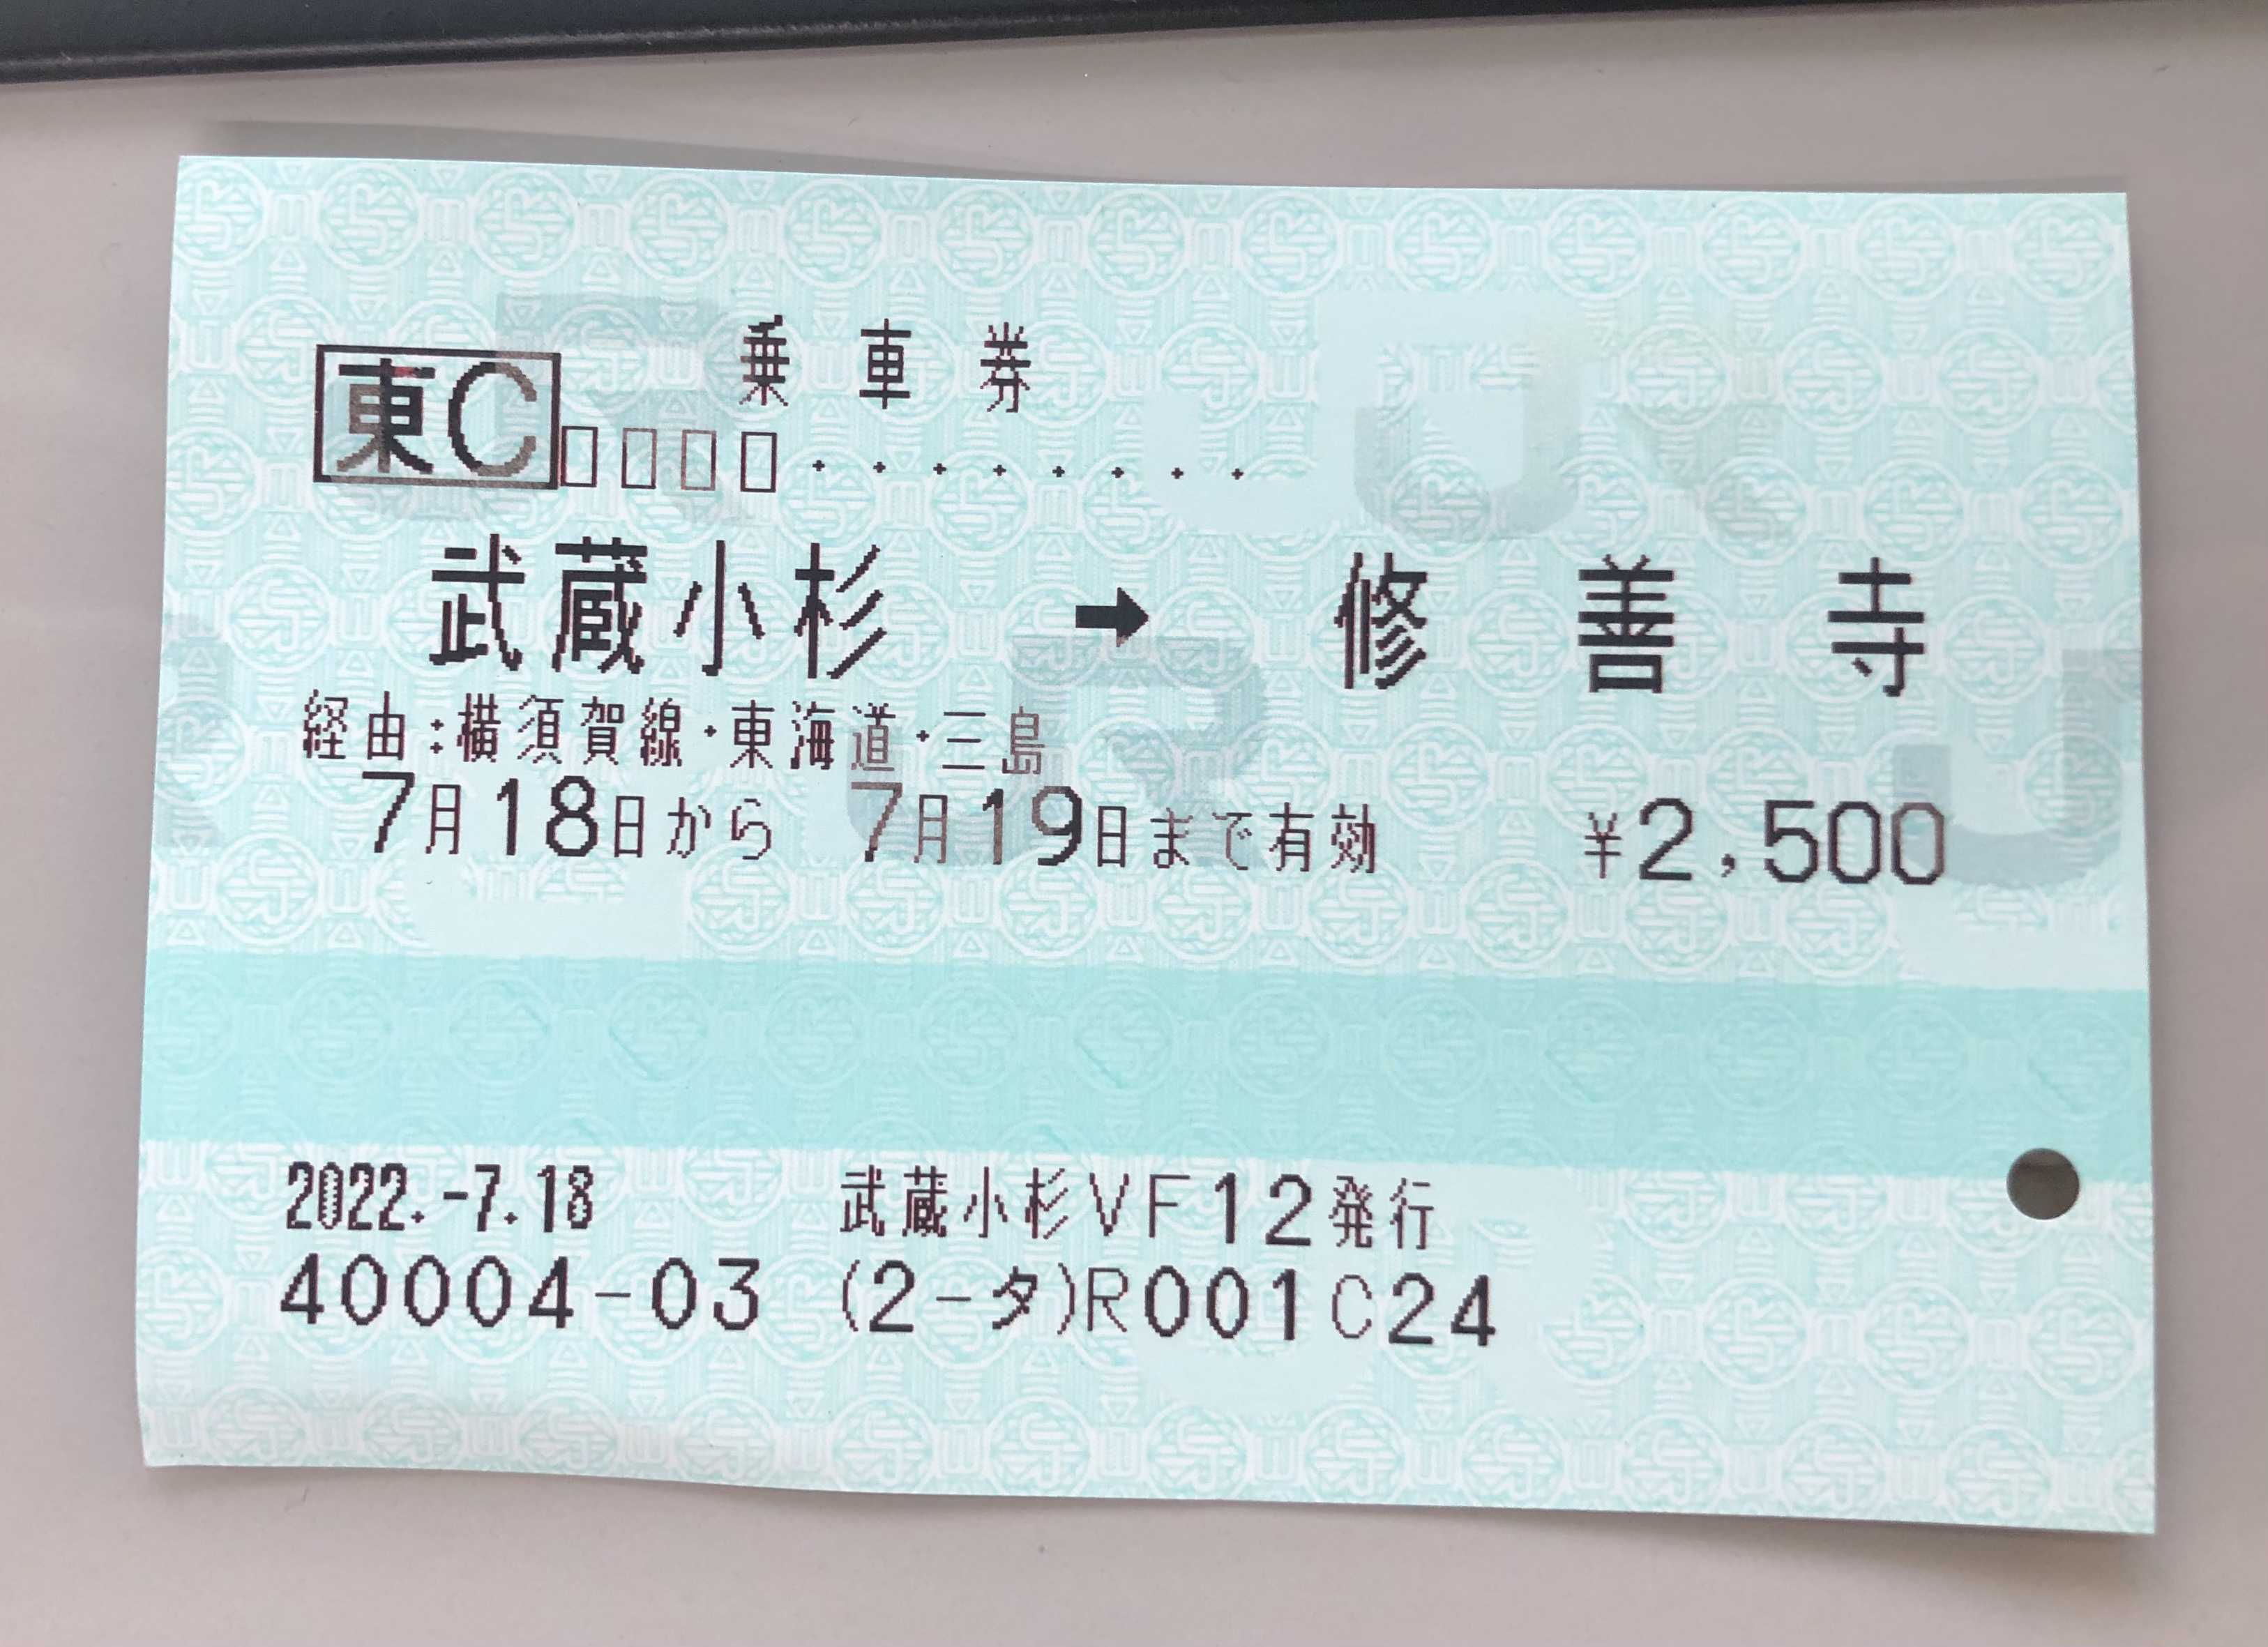 乗車券
東C▯▯▯▯・・・・・・・・
武蔵小杉 ➡ 修善寺
経由:横須賀線・東海道・三島
7月18日から 7月19日まで有効 ¥2,500
2022.-7.18 武蔵小杉VF12発行
40004-03 (2-タ)R001C24